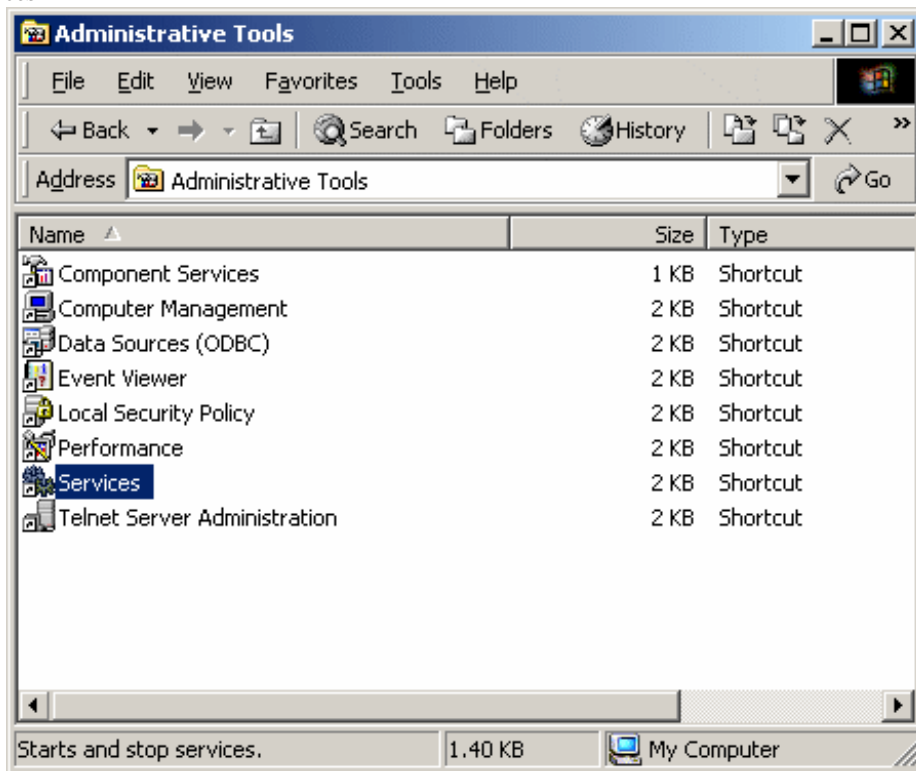 Administrative Tools
File Edit View Favorites Tools Help
Back Search Folders History »
Address Administrative Tools Go
Name Size Type
Component Services 1 KB Shortcut
Computer Management 2 KB Shortcut
Data Sources (ODBC) 2 KB Shortcut
Event Viewer 2 KB Shortcut
Local Security Policy 2 KB Shortcut
Performance 2 KB Shortcut
Services 2 KB Shortcut
Telnet Server Administration 2 KB Shortcut
Starts and stop services. 1.40 KB My Computer